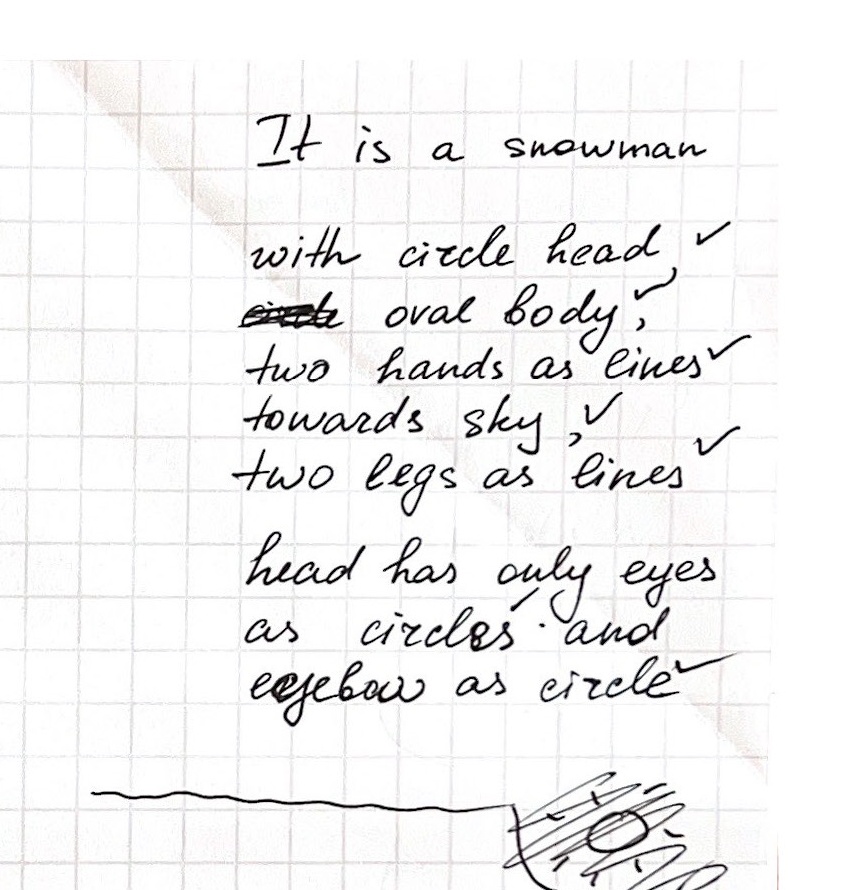 It is a snowman
with circle head, ✓
oval body, ✓
two hands as lines ✓
towards sky, ✓
two legs as lines ✓
head has only eyes
as circles ✓ and
eyebow as circle ✓